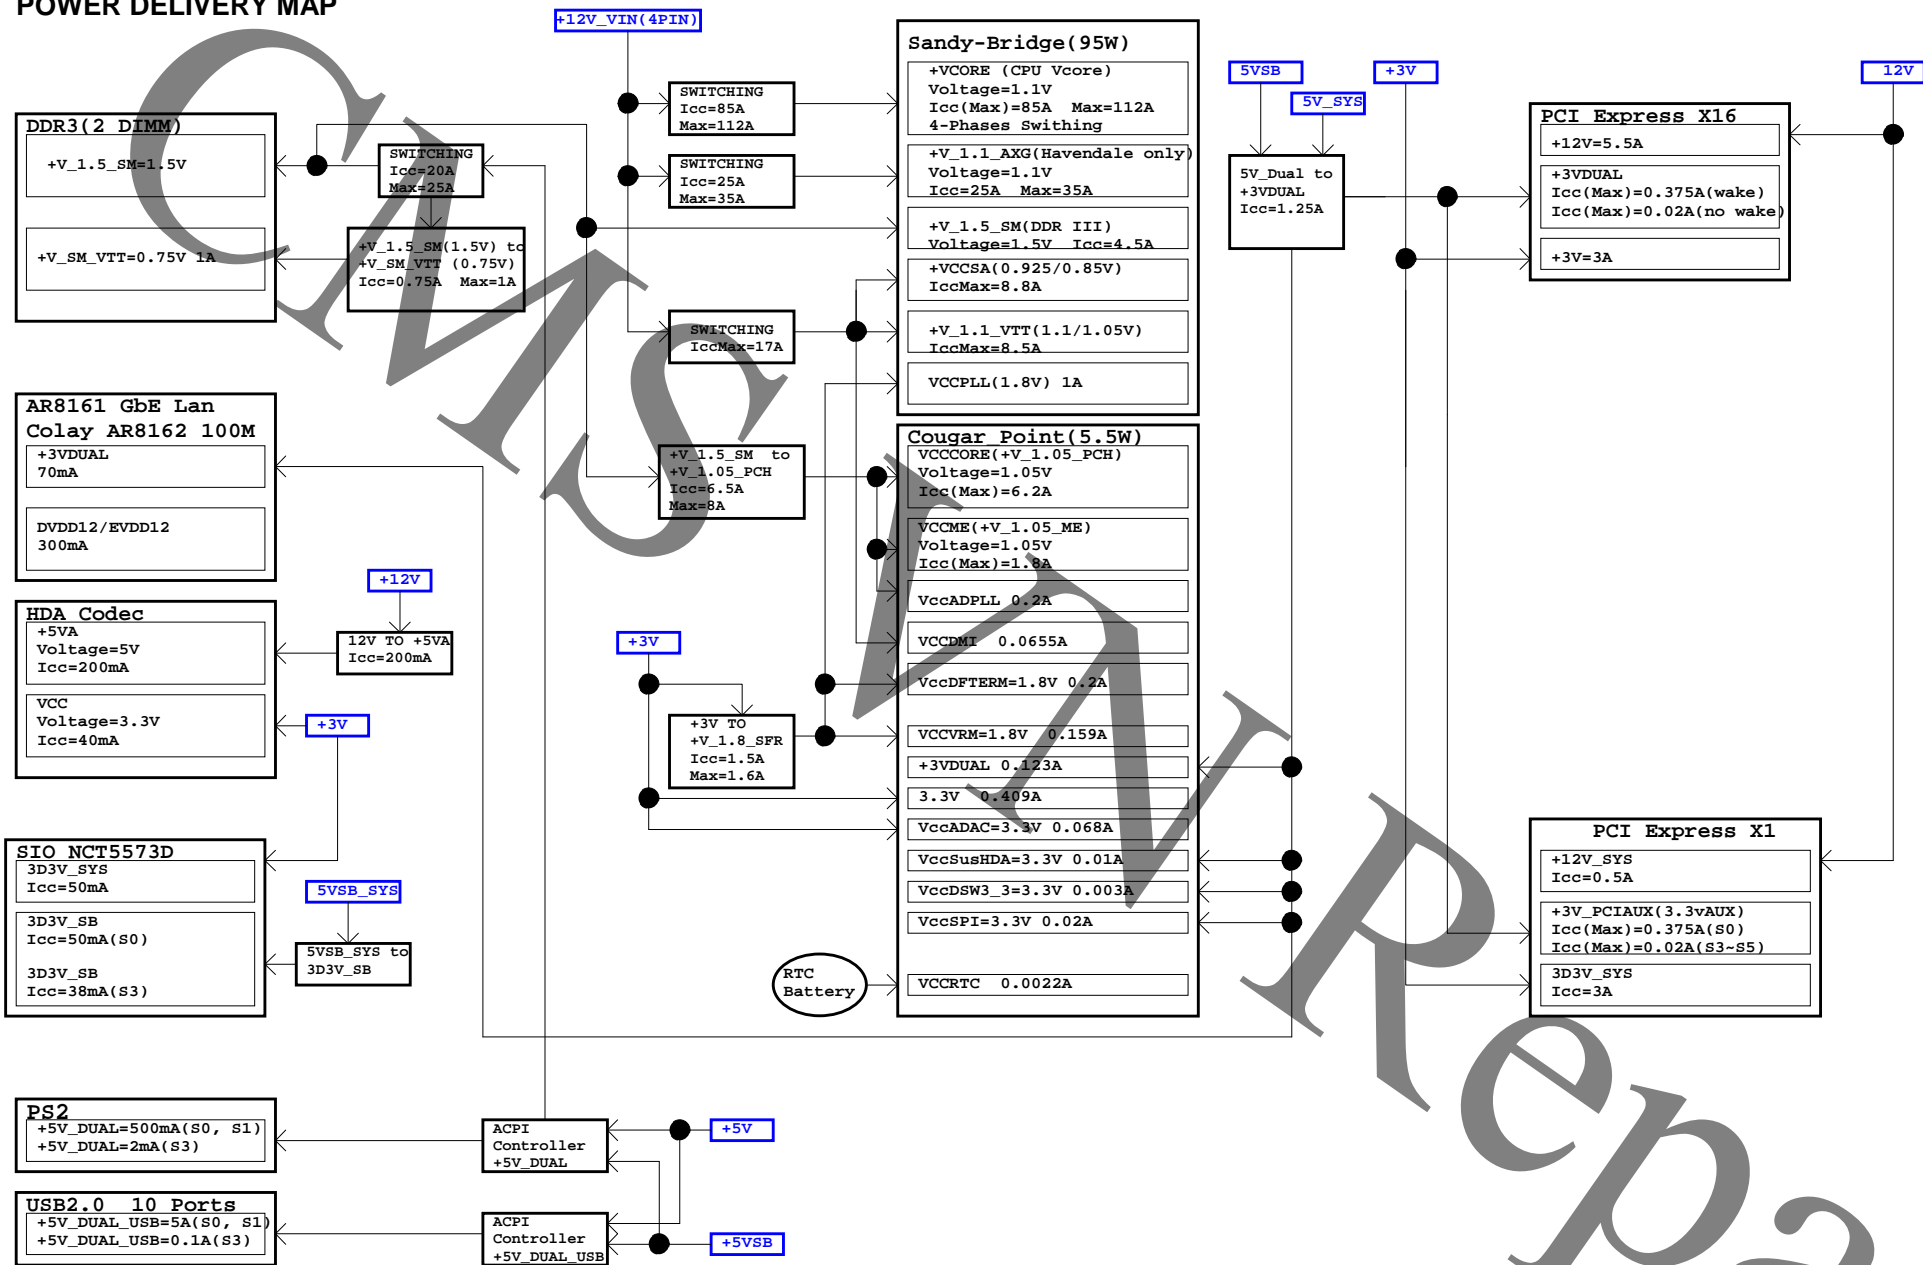 POWER DELIVERY MAP
+12V_VIN(4PIN)
SWITCHING
Icc=85A
Max=112A
SWITCHING
Icc=25A
Max=35A
SWITCHING
IccMax=17A
DDR3(2 DIMM)
+V_1.5_SM=1.5V
+V_SM_VTT=0.75V 1A
SWITCHING
Icc=20A
Max=25A
+V_1.5_SM(1.5V) to
+V_SM_VTT (0.75V)
Icc=0.75A Max=1A
Sandy-Bridge(95W)
+VCORE (CPU Vcore)
Voltage=1.1V
Icc(Max)=85A Max=112A
4-Phases Swithing
+V_1.1_AXG(Havendale only)
Voltage=1.1V
Icc=25A Max=35A
+V_1.5_SM(DDR III)
Voltage=1.5V Icc=4.5A
+VCCSA(0.925/0.85V)
IccMax=8.8A
+V_1.1_VTT(1.1/1.05V)
IccMax=8.5A
VCCPLL(1.8V) 1A
5VSB
5V_SYS
+3V
12V
5V_Dual to
+3VDUAL
Icc=1.25A
PCI Express X16
+12V=5.5A
+3VDUAL
Icc(Max)=0.375A(wake)
Icc(Max)=0.02A(no wake)
+3V=3A
AR8161 GbE Lan
Colay AR8162 100M
+3VDUAL
70mA
DVDD12/EVDD12
300mA
+V_1.5_SM to
+V_1.05_PCH
Icc=6.5A
Max=8A
Cougar_Point(5.5W)
VCCCORE(+V_1.05_PCH)
Voltage=1.05V
Icc(Max)=6.2A
VCCME(+V_1.05_ME)
Voltage=1.05V
Icc(Max)=1.8A
VccADPLL 0.2A
VCCDMI 0.0655A
VccDFTERM=1.8V 0.2A
VCCVRM=1.8V 0.159A
+3VDUAL 0.123A
3.3V 0.409A
VccADAC=3.3V 0.068A
VccSusHDA=3.3V 0.01A
VccDSW3_3=3.3V 0.003A
VccSPI=3.3V 0.02A
VCCRTC 0.0022A
HDA Codec
+5VA
Voltage=5V
Icc=200mA
VCC
Voltage=3.3V
Icc=40mA
+12V
12V TO +5VA
Icc=200mA
+3V
+3V
+3V TO
+V_1.8_SFR
Icc=1.5A
Max=1.6A
SIO NCT5573D
3D3V_SYS
Icc=50mA
3D3V_SB
Icc=50mA(S0)
3D3V_SB
Icc=38mA(S3)
5VSB_SYS
5VSB_SYS to
3D3V_SB
RTC
Battery
PCI Express X1
+12V_SYS
Icc=0.5A
+3V_PCIAUX(3.3vAUX)
Icc(Max)=0.375A(S0)
Icc(Max)=0.02A(S3~S5)
3D3V_SYS
Icc=3A
PS2
+5V_DUAL=500mA(S0, S1)
+5V_DUAL=2mA(S3)
ACPI
Controller
+5V_DUAL
+5V
USB2.0 10 Ports
+5V_DUAL_USB=5A(S0, S1)
+5V_DUAL_USB=0.1A(S3)
ACPI
Controller
+5V_DUAL_USB
+5VSB
CMS VN Repa